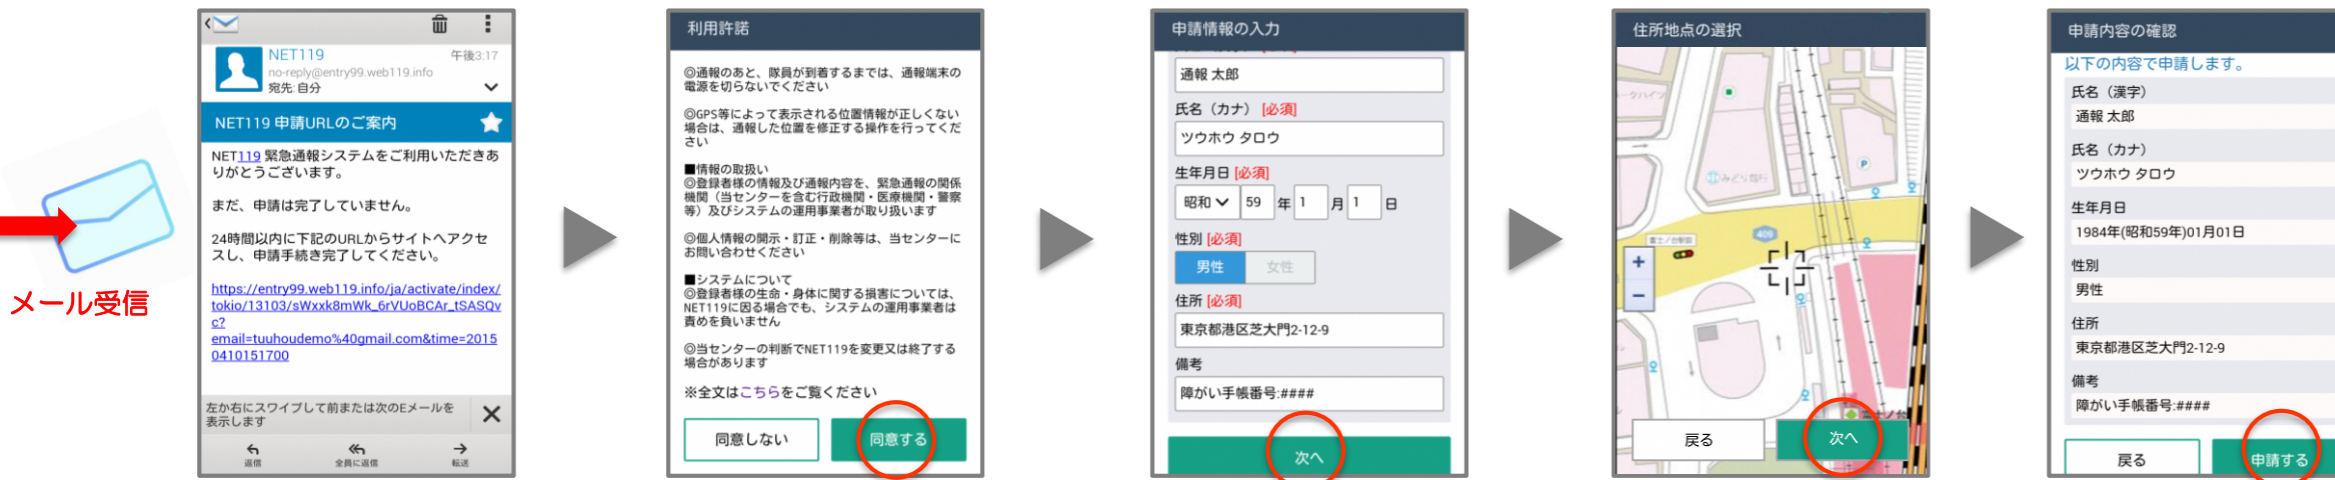 メール受信
NET119
午後3:17
no-reply@entry99.web119.info
宛先: 自分
NET119 申請URLのご案内
NET119 緊急通報システムをご利用いただきあ
りがとうございます。
まだ、申請は完了していません。
24時間以内に下記のURLからサイトへアクセ
スし、申請手続き完了してください。
https://entry99.web119.info/ja/activate/index/
tokio/13103/sWxxk8mWk_6rVUoBCAr_tSASQv
c?
email=tuuhoudemo%40gmail.com&time=2015
0410151700
左か右にスワイプして前または次のEメールを
表示します
返信
全員に返信
転送
利用許諾
◎通報のあと、隊員が到着するまでは、通報端末の
電源を切らないでください
◎GPS等によって表示される位置情報が正しくない
場合は、通報した位置を修正する操作を行ってくだ
さい
■情報の取扱い
◎登録者様の情報及び通報内容を、緊急通報の関係
機関（当センターを含む行政機関・医療機関・警察
等）及びシステムの運用事業者が取り扱います
◎個人情報の開示・訂正・削除等は、当センターに
お問い合わせください
■システムについて
◎登録者様の生命・身体に関する損害については、
NET119に因る場合でも、システムの運用事業者は
責めを負いません
◎当センターの判断でNET119を変更又は終了する
場合があります
※全文はこちらをご覧ください
同意しない
同意する
申請情報の入力
通報 太郎
氏名（カナ） [必須]
ツウホウ タロウ
生年月日 [必須]
昭和 59 年 1 月 1 日
性別 [必須]
男性 女性
住所 [必須]
東京都港区芝大門2-12-9
備考
障がい手帳番号:####
次へ
住所地点の選択
P
409
+
−
戻る
次へ
申請内容の確認
以下の内容で申請します。
氏名（漢字）
通報 太郎
氏名（カナ）
ツウホウ タロウ
生年月日
1984年(昭和59年)01月01日
性別
男性
住所
東京都港区芝大門2-12-9
備考
障がい手帳番号:####
戻る
申請する